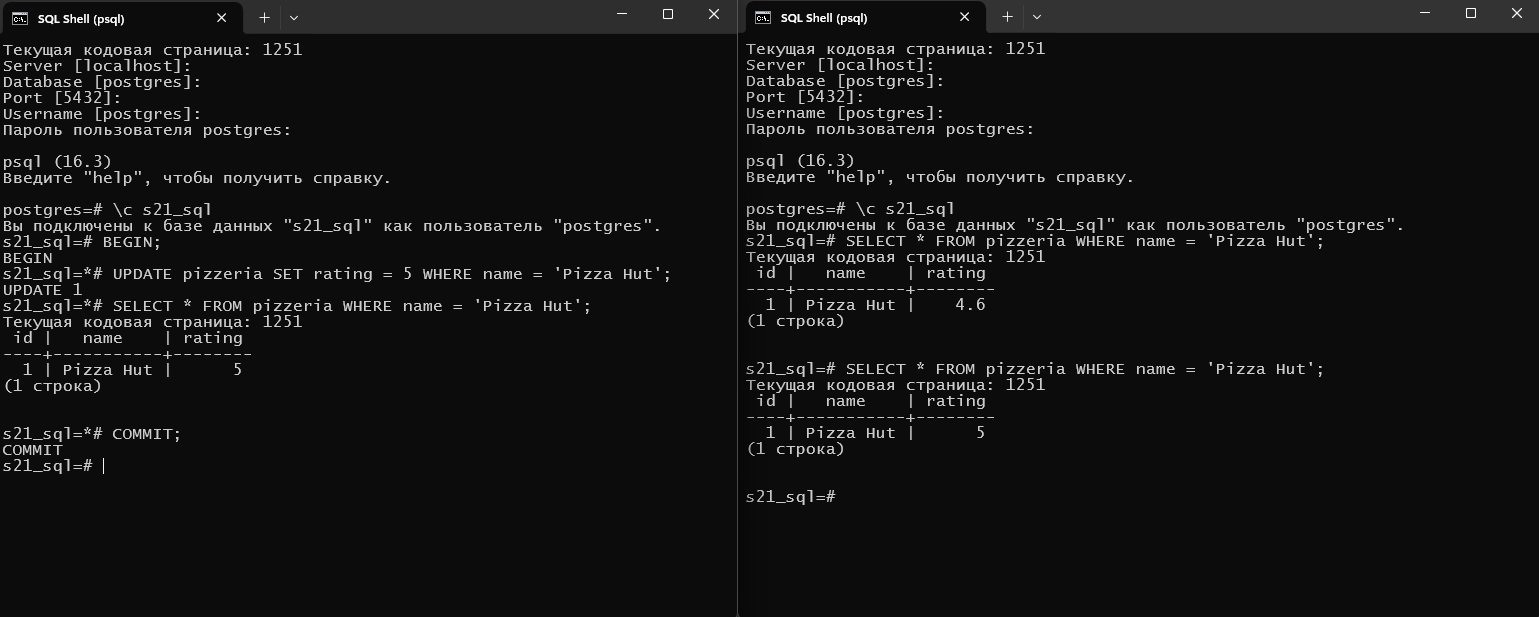 SQL Shell (psql)
Текущая кодовая страница: 1251
Server [localhost]:
Database [postgres]:
Port [5432]:
Username [postgres]:
Пароль пользователя postgres:
psql (16.3)
Введите "help", чтобы получить справку.
postgres=# \c s21_sql
Вы подключены к базе данных "s21_sql" как пользователь "postgres".
s21_sql=# BEGIN;
BEGIN
s21_sql=*# UPDATE pizzeria SET rating = 5 WHERE name = 'Pizza Hut';
UPDATE 1
s21_sql=*# SELECT * FROM pizzeria WHERE name = 'Pizza Hut';
Текущая кодовая страница: 1251
 id |   name    | rating
----+-----------+--------
  1 | Pizza Hut |      5
(1 строка)
s21_sql=*# COMMIT;
COMMIT
s21_sql=#
SQL Shell (psql)
Текущая кодовая страница: 1251
Server [localhost]:
Database [postgres]:
Port [5432]:
Username [postgres]:
Пароль пользователя postgres:
psql (16.3)
Введите "help", чтобы получить справку.
postgres=# \c s21_sql
Вы подключены к базе данных "s21_sql" как пользователь "postgres".
s21_sql=# SELECT * FROM pizzeria WHERE name = 'Pizza Hut';
Текущая кодовая страница: 1251
 id |   name    | rating
----+-----------+--------
  1 | Pizza Hut |    4.6
(1 строка)
s21_sql=# SELECT * FROM pizzeria WHERE name = 'Pizza Hut';
Текущая кодовая страница: 1251
 id |   name    | rating
----+-----------+--------
  1 | Pizza Hut |      5
(1 строка)
s21_sql=#